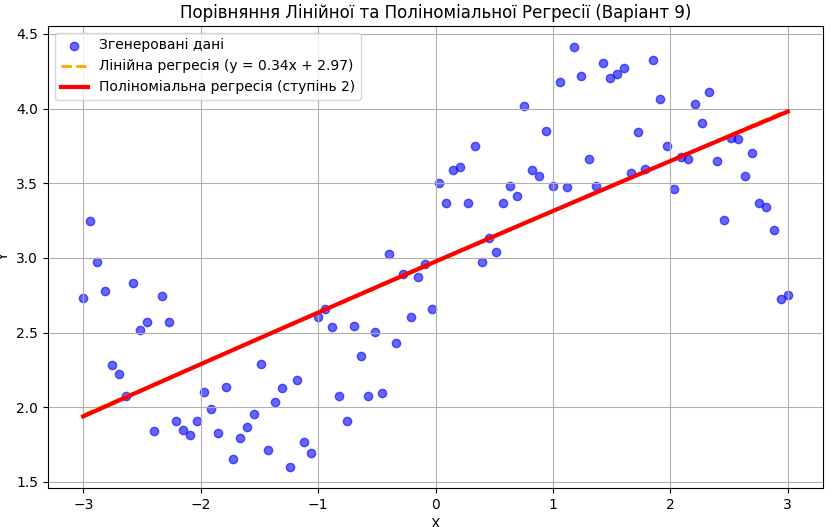 Порівняння Лінійної та Поліноміальної Регресії (Варіант 9)
Згенеровані дані
Лінійна регресія (y = 0.34x + 2.97)
Поліноміальна регресія (ступінь 2)
4.5
4.0
3.5
3.0
2.5
2.0
1.5
−3 −2 −1 0 1 2 3
x